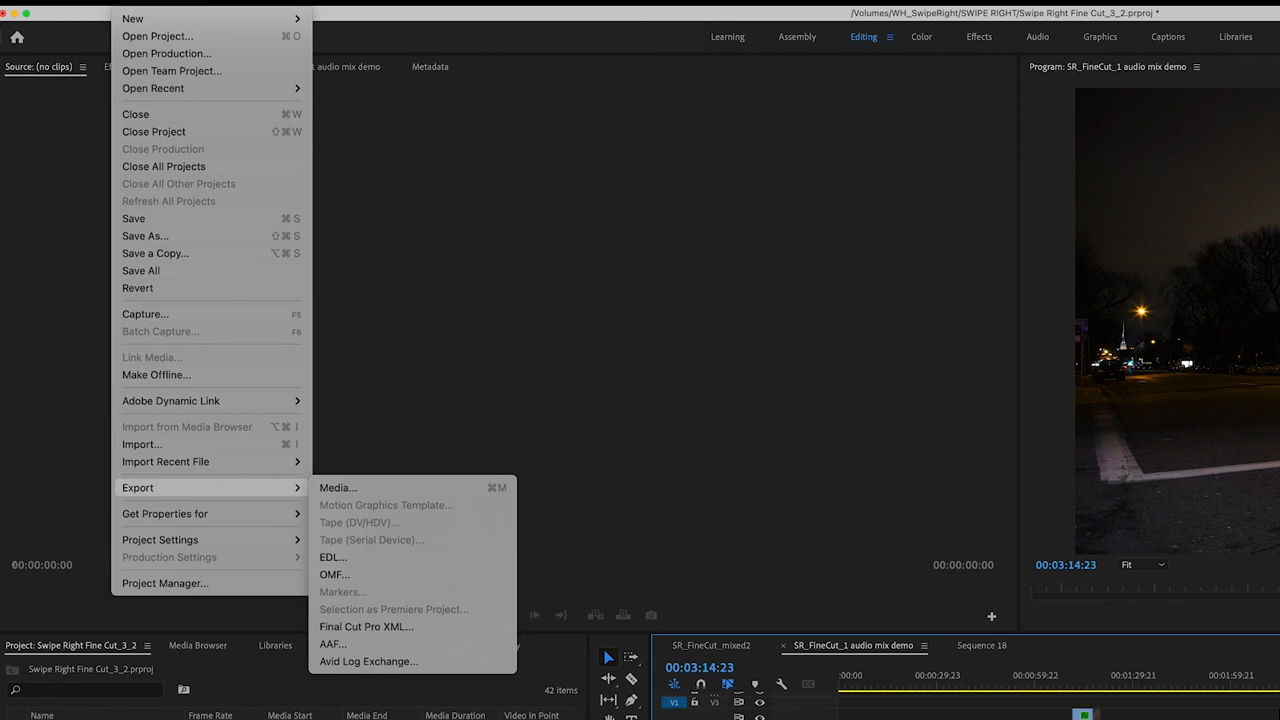 /Volumes/WH_SwipeRight/SWIPE RIGHT/Swipe Right Fine Cut_3_2.prproj *
Learning Assembly Editing Color Effects Audio Graphics Captions Libraries
Source: (no clips)
1 audio mix demo
Metadata
Program: SR_FineCut_1 audio mix demo
New
Open Project... ⌘ O
Open Production...
Open Team Project...
Open Recent
Close ⌘W
Close Project ⇧⌘W
Close Production
Close All Projects
Close All Other Projects
Refresh All Projects
Save ⌘ S
Save As... ⇧⌘ S
Save a Copy... ⌥⌘ S
Save All
Revert
Capture... F5
Batch Capture... F6
Link Media...
Make Offline...
Adobe Dynamic Link
Import from Media Browser ⌥⌘ I
Import... ⌘ I
Import Recent File
Export
Get Properties for
Project Settings
Production Settings
Project Manager...
Media... ⌘M
Motion Graphics Template...
Tape (DV/HDV)...
Tape (Serial Device)...
EDL...
OMF...
Markers...
Selection as Premiere Project...
Final Cut Pro XML...
AAF...
Avid Log Exchange...
00:00:00:00
00:00:00:00
00:03:14:23 Fit
Project: Swipe Right Fine Cut_3_2 Media Browser Libraries
Swipe Right Fine Cut_3_2.prproj
42 items
Name Frame Rate Media Start Media End Media Duration Video In Point
SR_FineCut_mixed2 × SR_FineCut_1 audio mix demo Sequence 18
00:03:14:23
:00:00 00:00:29:23 00:00:59:22 00:01:29:21 00:01:59:21
V1 V3